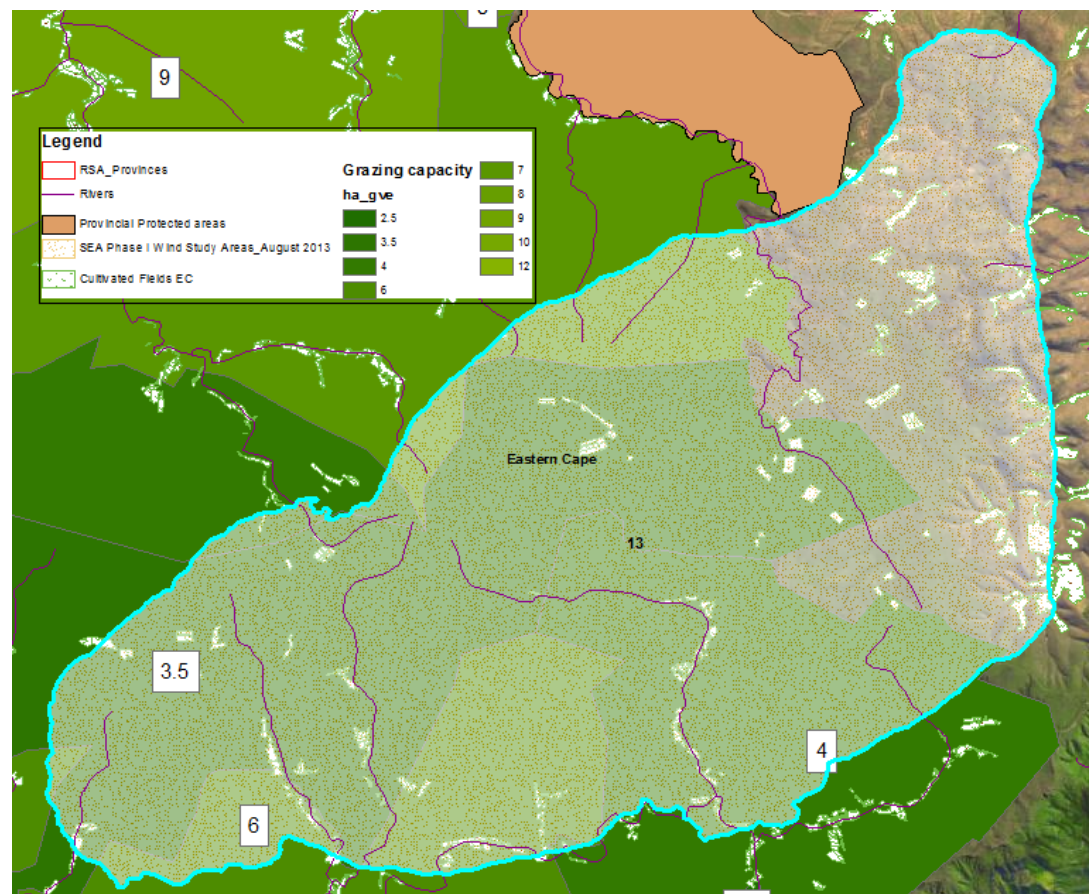 9
Legend
RSA_Provinces
Rivers
Provincial Protected areas
SEA Phase I Wind Study Areas_August 2013
Cultivated Fields EC
Grazing capacity
ha_gve
2.5
3.5
4
6
7
8
9
10
12
Eastern Cape
13
3.5
4
6